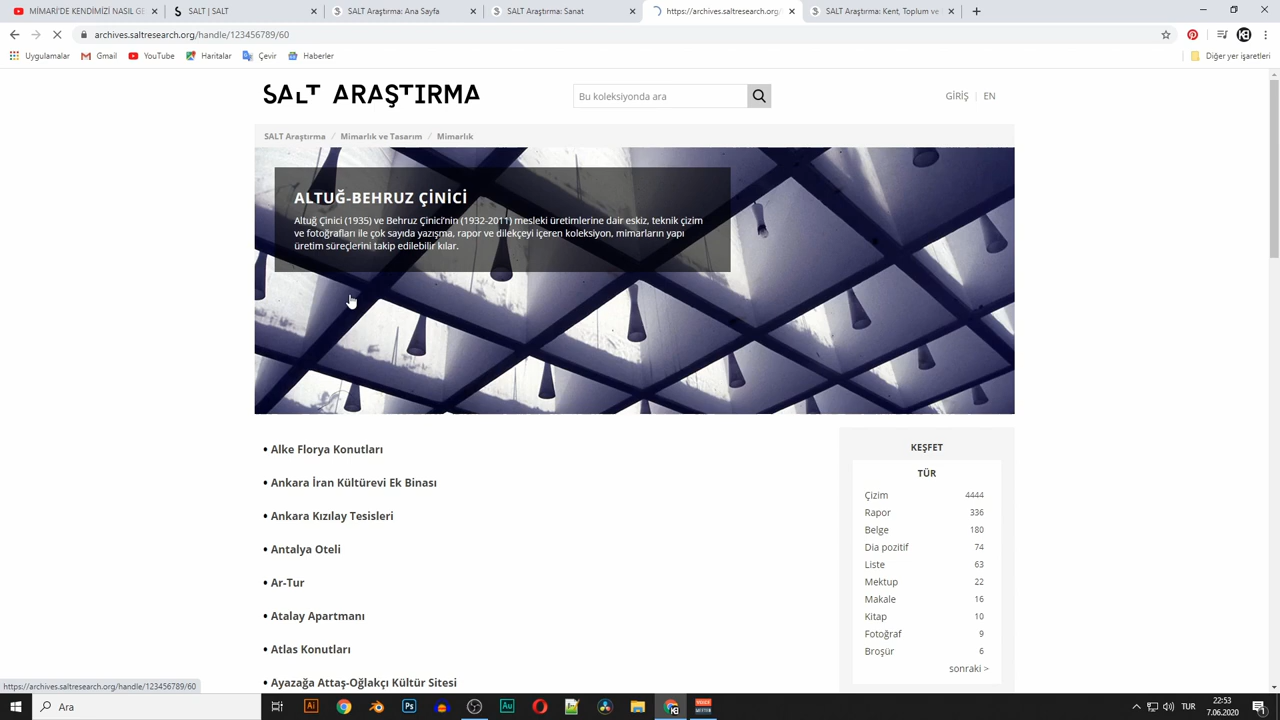 MİMARİ'DE KENDİMİZİ NASIL GE
SALT | SALT
SALT Araştırma: Ana Sayfa
SALT Araştırma: Sanat
https://archives.saltresearch.org/
SALT Araştırma: Kent, Toplum ve
archives.saltresearch.org/handle/123456789/60
Uygulamalar
Gmail
YouTube
Haritalar
Çevir
Haberler
Diğer yer işaretleri
SALT ARAŞTIRMA
Bu koleksiyonda ara
GİRİŞ | EN
SALT Araştırma / Mimarlık ve Tasarım / Mimarlık
ALTUĞ-BEHRUZ ÇİNİCİ
Altuğ Çinici (1935) ve Behruz Çinici'nin (1932-2011) mesleki üretimlerine dair eskiz, teknik çizim
ve fotoğrafları ile çok sayıda yazışma, rapor ve dilekçeyi içeren koleksiyon, mimarların yapı
üretim süreçlerini takip edilebilir kılar.
• Alke Florya Konutları
• Ankara İran Kültürevi Ek Binası
• Ankara Kızılay Tesisleri
• Antalya Oteli
• Ar-Tur
• Atalay Apartmanı
• Atlas Konutları
• Ayazağa Attaş-Oğlakçı Kültür Sitesi
KEŞFET
TÜR
Çizim 4444
Rapor 336
Belge 180
Dia pozitif 74
Liste 63
Mektup 22
Makale 16
Kitap 10
Fotoğraf 9
Broşür 6
sonraki >
https://archives.saltresearch.org/handle/123456789/60
Ara
TUR
22:53
7.06.2020